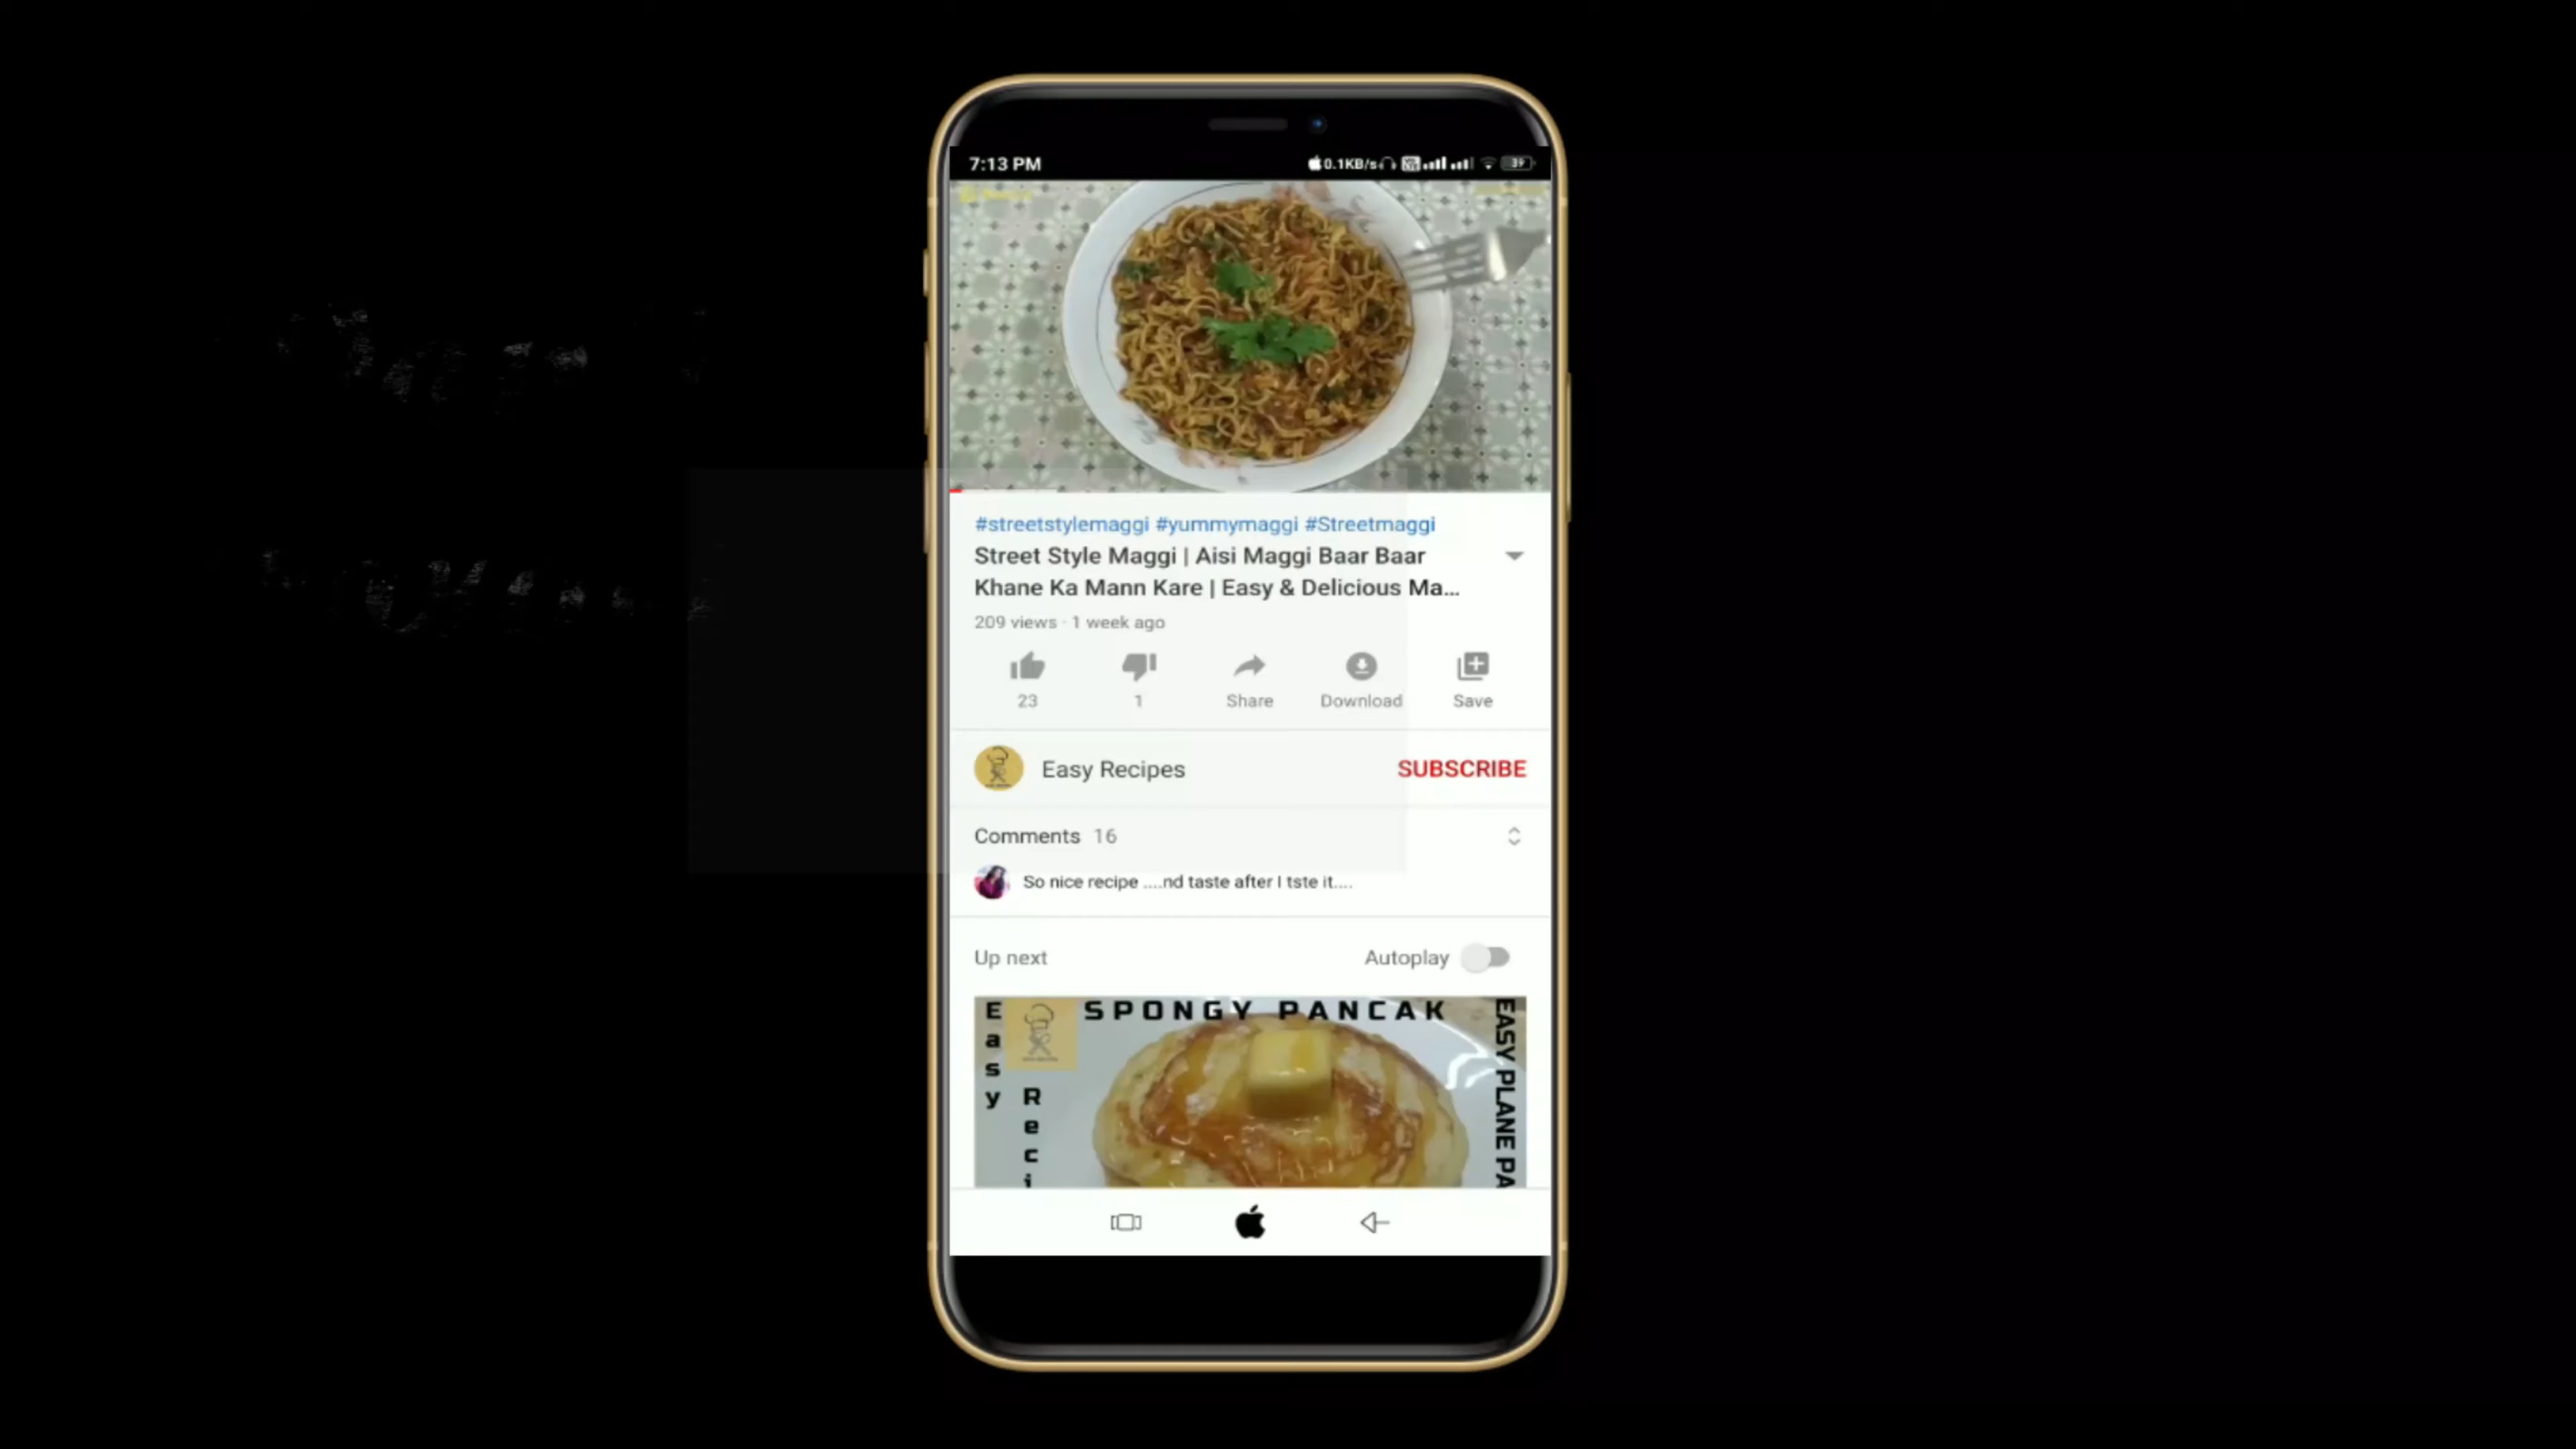 7:13 PM
0.1KB/s
39
#streetstylemaggi #yummymaggi #Streetmaggi
Street Style Maggi | Aisi Maggi Baar Baar
Khane Ka Mann Kare | Easy & Delicious Ma...
209 views · 1 week ago
23
1
Share
Download
Save
Easy Recipes
SUBSCRIBE
Comments 16
So nice recipe ....nd taste after I tste it....
Up next
Autoplay
SPONGY PANCAK
Easy
Reci
EASY PLANE PA